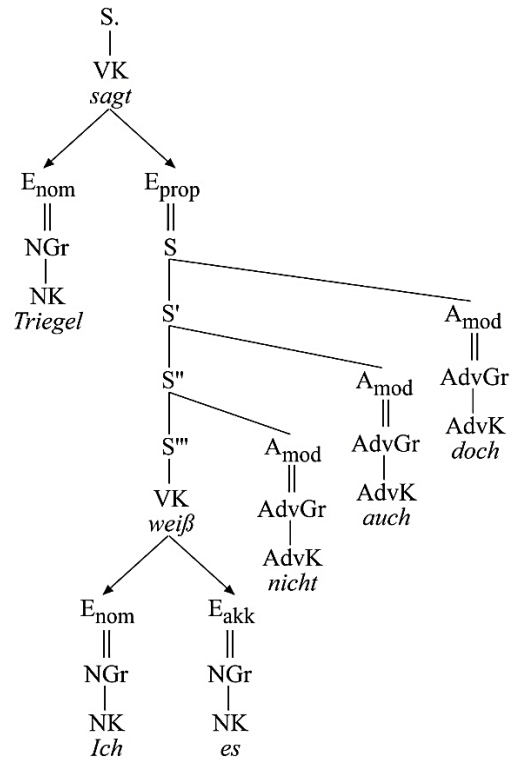 S.
VK
sagt
Enom Eprop
NGr S
NK
Triegel
S'
Amod
AdvGr
AdvK
doch
S''
Amod
AdvGr
AdvK
auch
S'''
Amod
AdvGr
AdvK
nicht
VK
weiß
Enom Eakk
NGr NGr
NK NK
Ich es